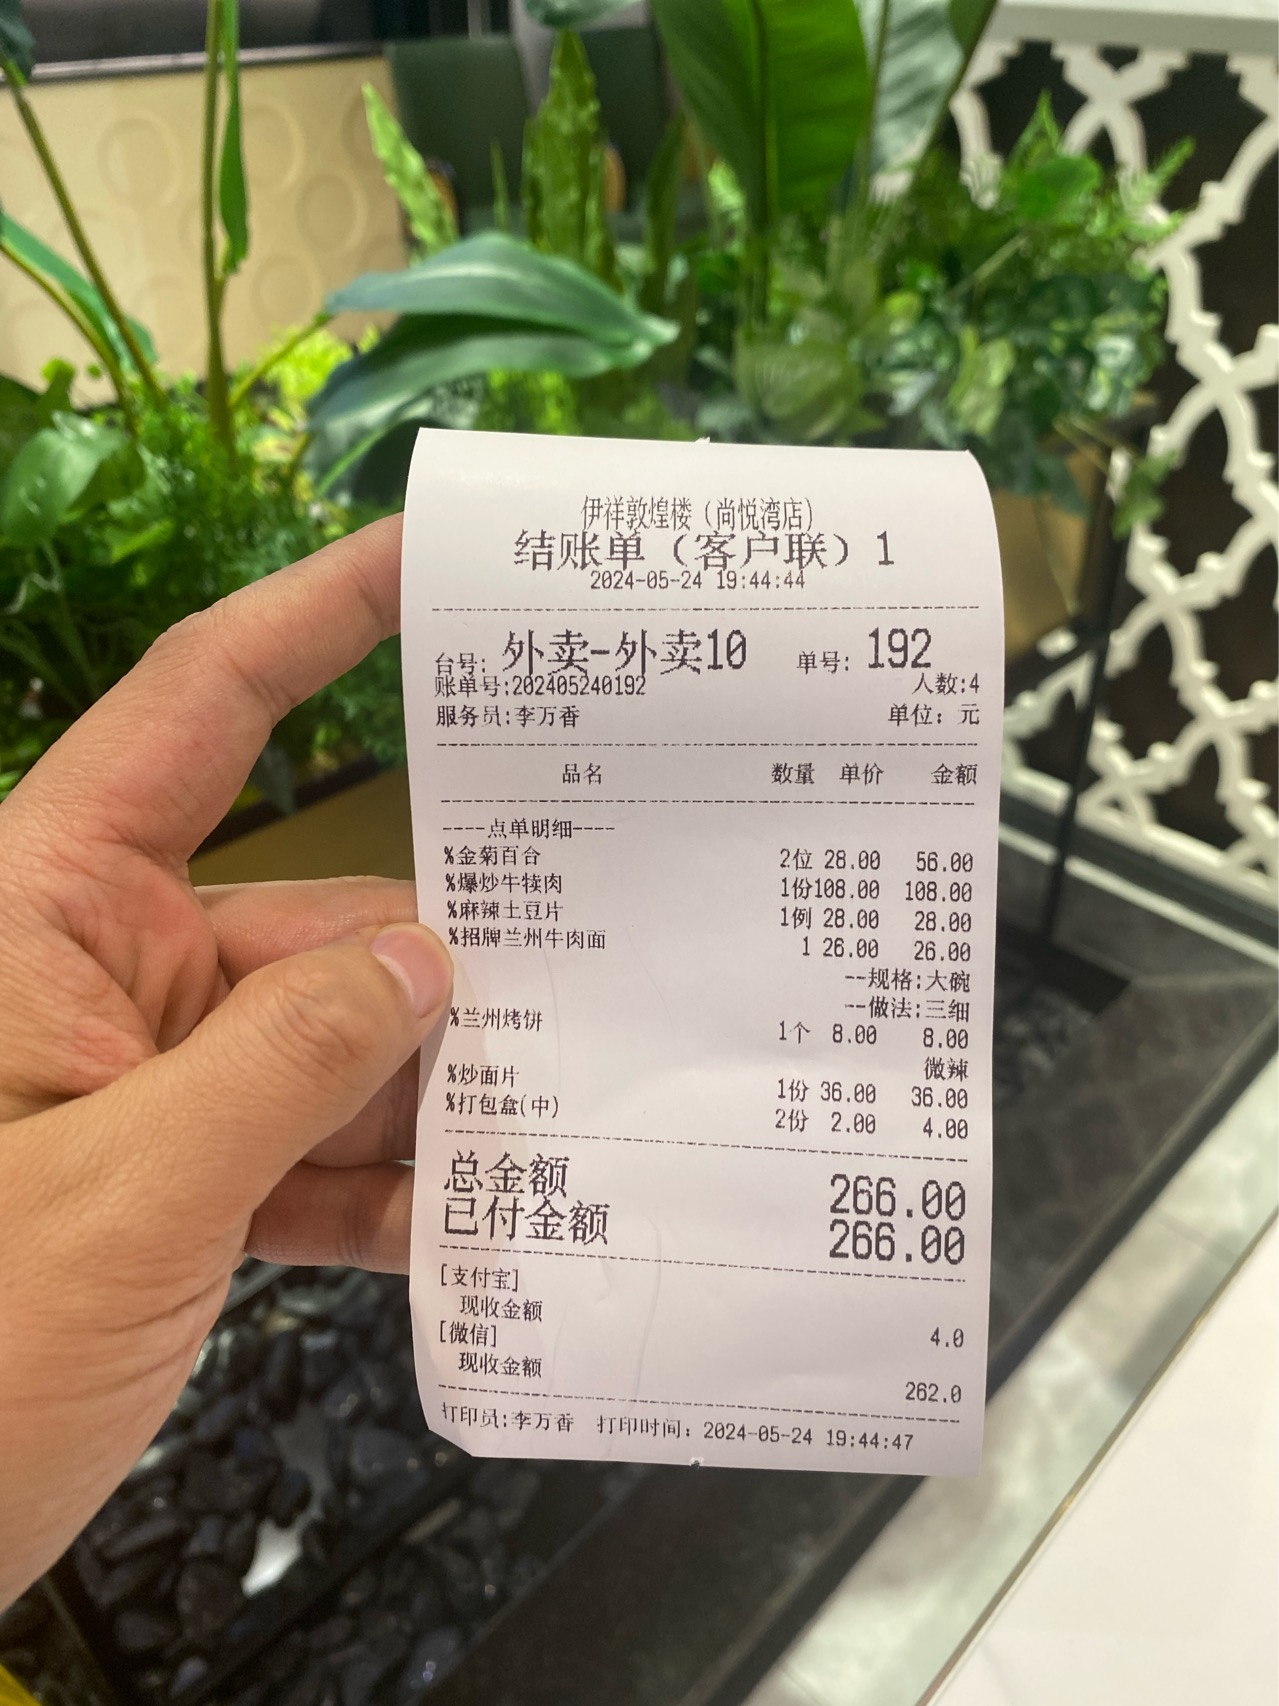 伊祥敦煌楼（尚悦湾店）
结账单（客户联）1
2024-05-24 19:44:44
台号: 外卖-外卖10 单号: 192
账单号:202405240192 人数:4
服务员:李万香 单位: 元
品名 数量 单价 金额
----点单明细----
%金菊百合 2位 28.00 56.00
%爆炒牛犊肉 1份108.00 108.00
%麻辣土豆片 1例 28.00 28.00
%招牌兰州牛肉面 1 26.00 26.00
--规格:大碗
--做法:三细
%兰州烤饼 1个 8.00 8.00
微辣
%炒面片 1份 36.00 36.00
%打包盒(中) 2份 2.00 4.00
总金额 266.00
已付金额 266.00
[支付宝]
现收金额 4.0
[微信]
现收金额 262.0
打印员:李万香 打印时间: 2024-05-24 19:44:47